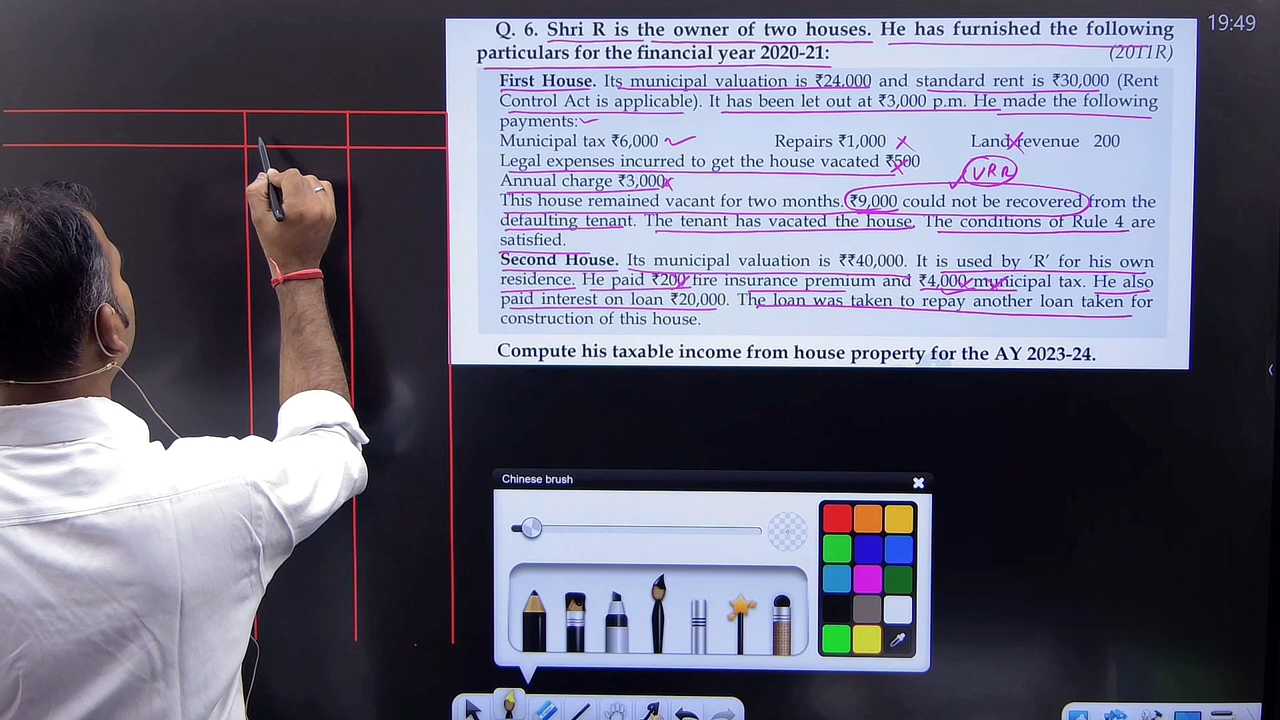 19:49
Q. 6. Shri R is the owner of two houses. He has furnished the following
particulars for the financial year 2020-21: (2011R)
First House. Its municipal valuation is ₹24,000 and standard rent is ₹30,000 (Rent
Control Act is applicable). It has been let out at ₹3,000 p.m. He made the following
payments:
Municipal tax ₹6,000 Repairs ₹1,000 Land revenue 200
Legal expenses incurred to get the house vacated ₹500
Annual charge ₹3,000
URR
This house remained vacant for two months. ₹9,000 could not be recovered from the
defaulting tenant. The tenant has vacated the house. The conditions of Rule 4 are
satisfied.
Second House. Its municipal valuation is ₹₹40,000. It is used by 'R' for his own
residence. He paid ₹200 fire insurance premium and ₹4,000 municipal tax. He also
paid interest on loan ₹20,000. The loan was taken to repay another loan taken for
construction of this house.
Compute his taxable income from house property for the AY 2023-24.
Chinese brush